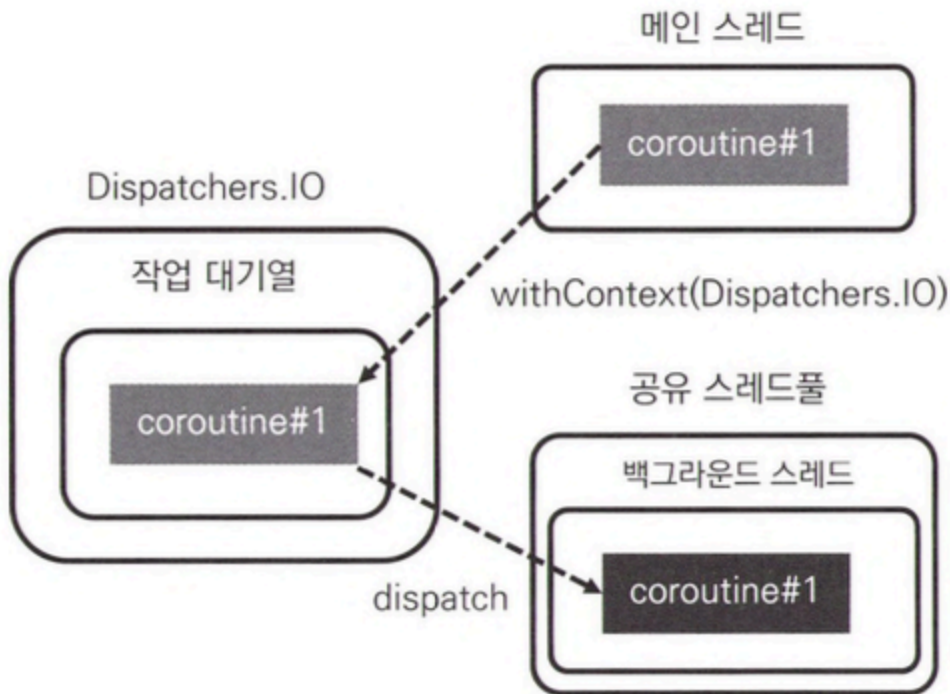 메인 스레드
coroutine#1
Dispatchers.IO
작업 대기열
withContext(Dispatchers.IO)
coroutine#1
공유 스레드풀
백그라운드 스레드
coroutine#1
dispatch